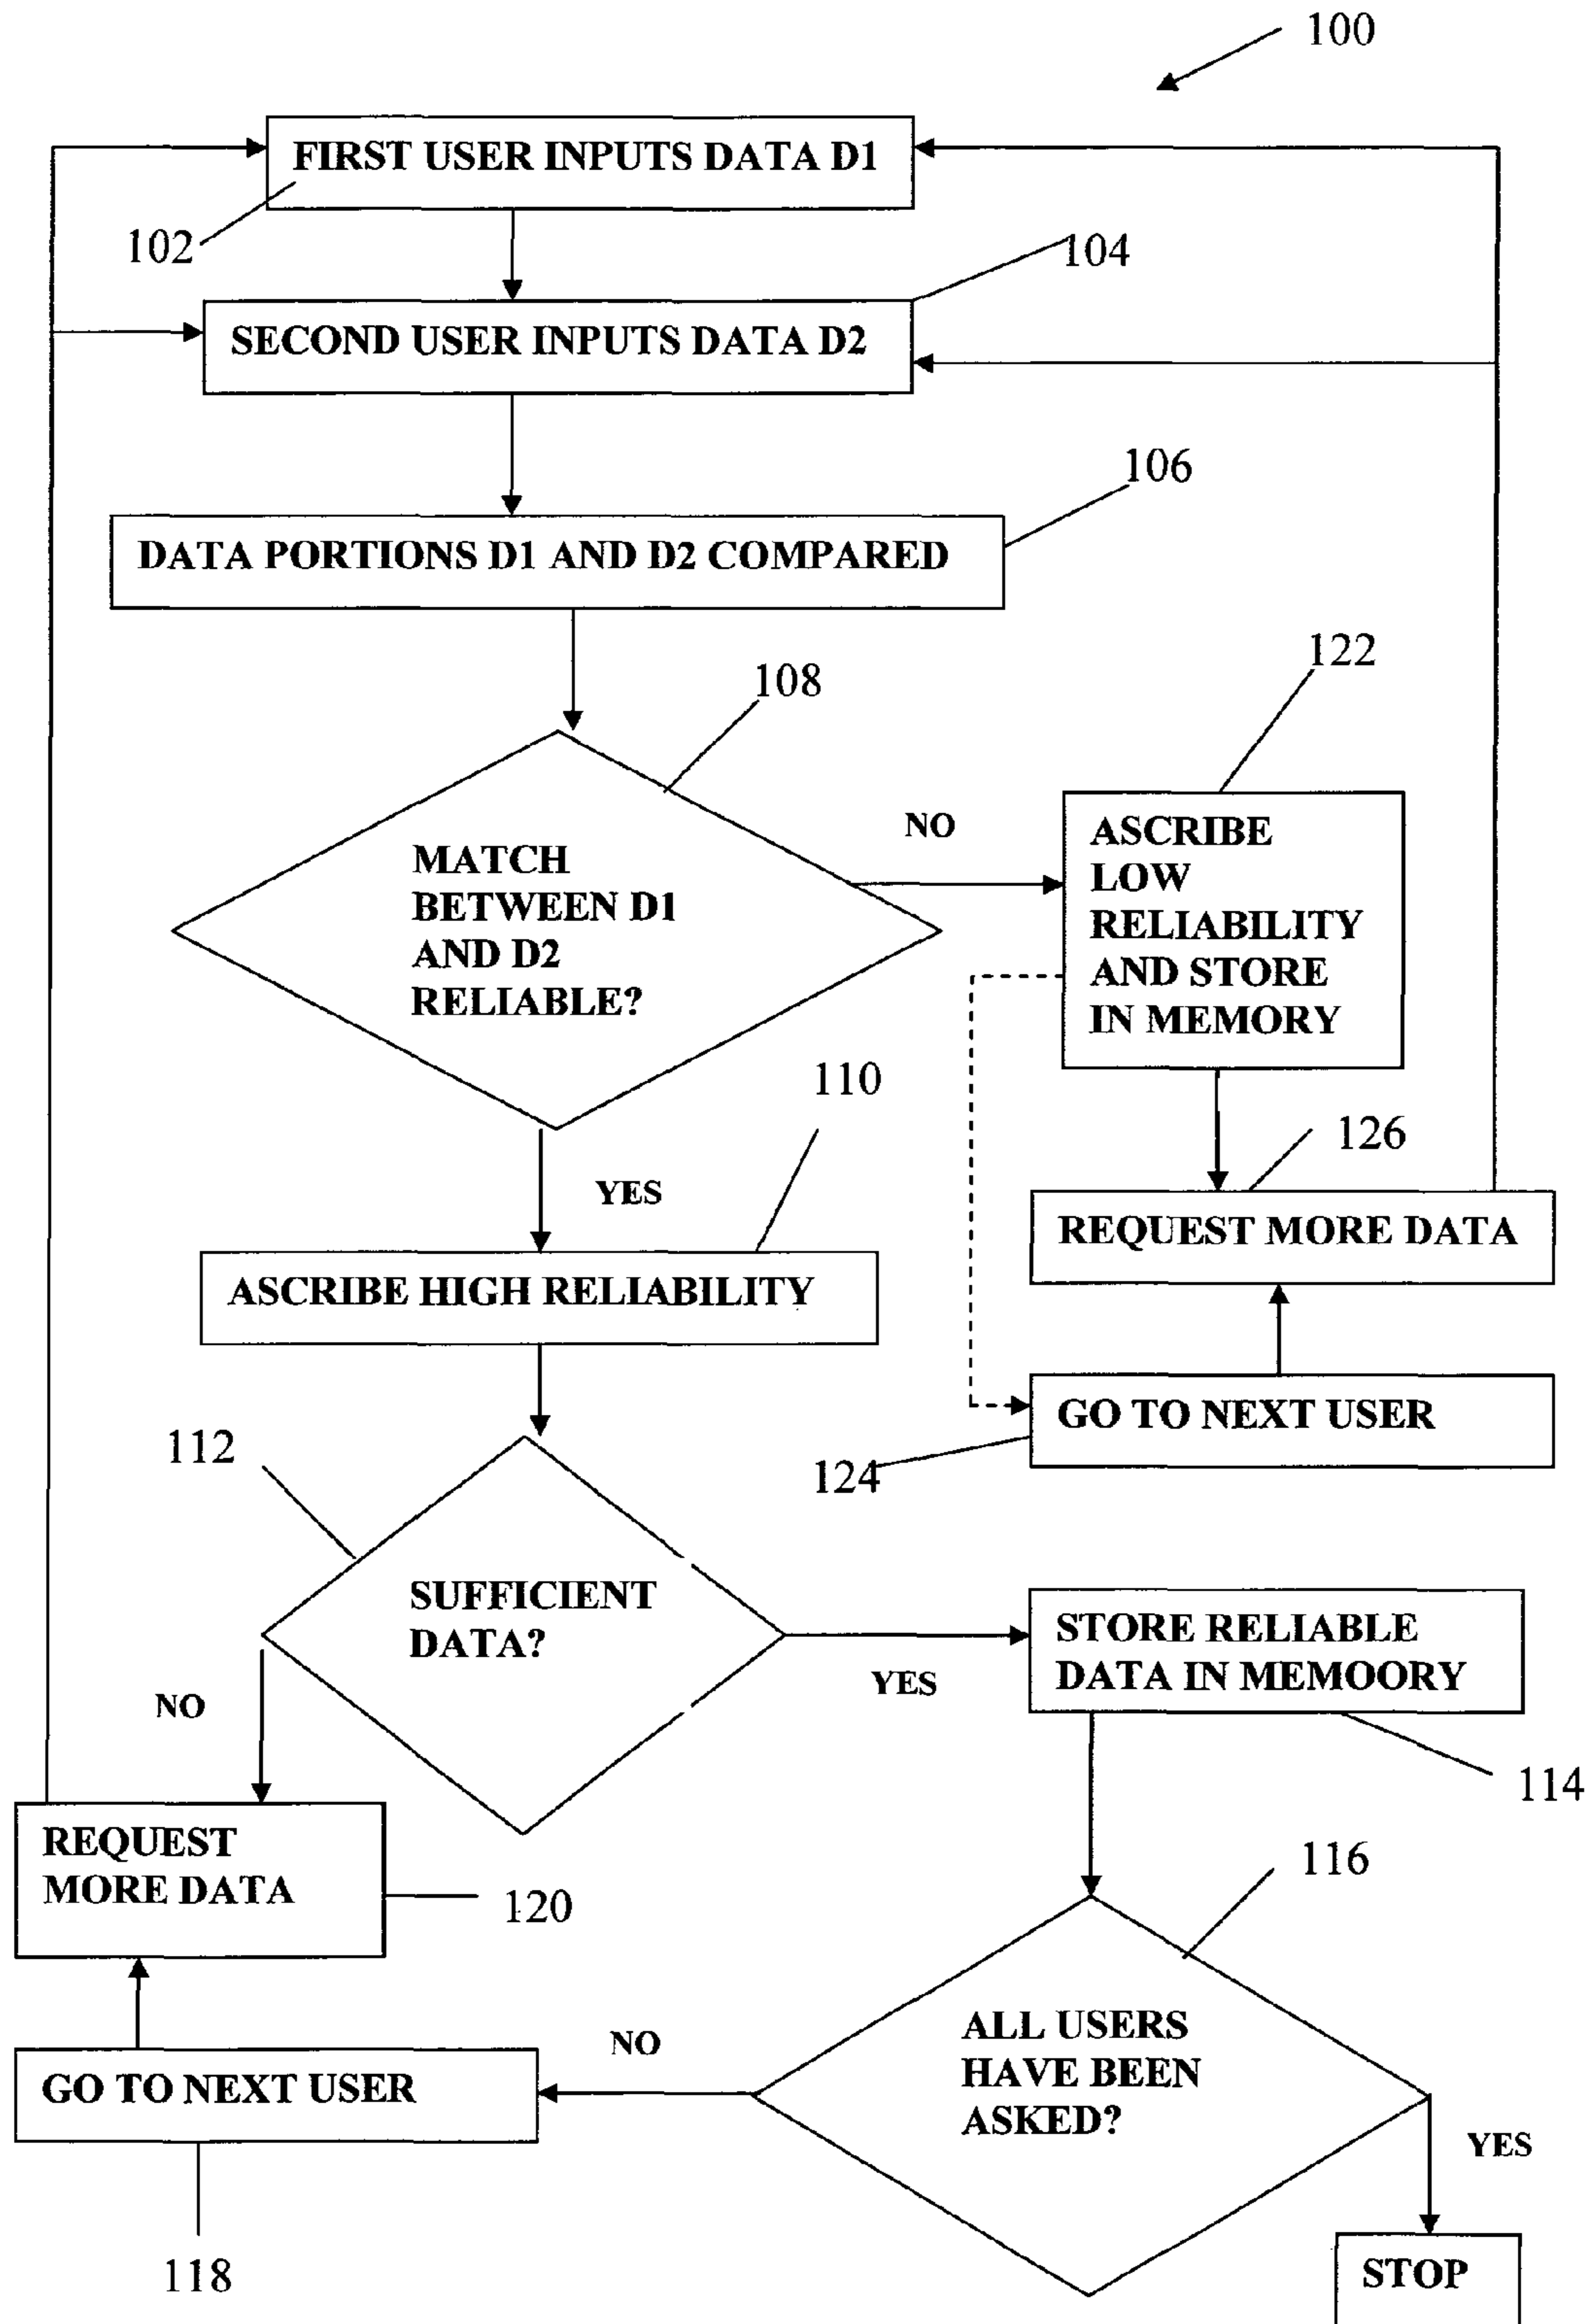 100
FIRST USER INPUTS DATA D1
102
104
SECOND USER INPUTS DATA D2
106
DATA PORTIONS D1 AND D2 COMPARED
108
122
MATCH
BETWEEN D1
AND D2
RELIABLE?
NO
ASCRIBE
LOW
RELIABILITY
AND STORE
IN MEMORY
110
126
YES
REQUEST MORE DATA
ASCRIBE HIGH RELIABILITY
GO TO NEXT USER
124
112
SUFFICIENT
DATA?
YES
STORE RELIABLE
DATA IN MEMOORY
NO
114
REQUEST
MORE DATA
120
116
ALL USERS
HAVE BEEN
ASKED?
NO
GO TO NEXT USER
YES
118
STOP